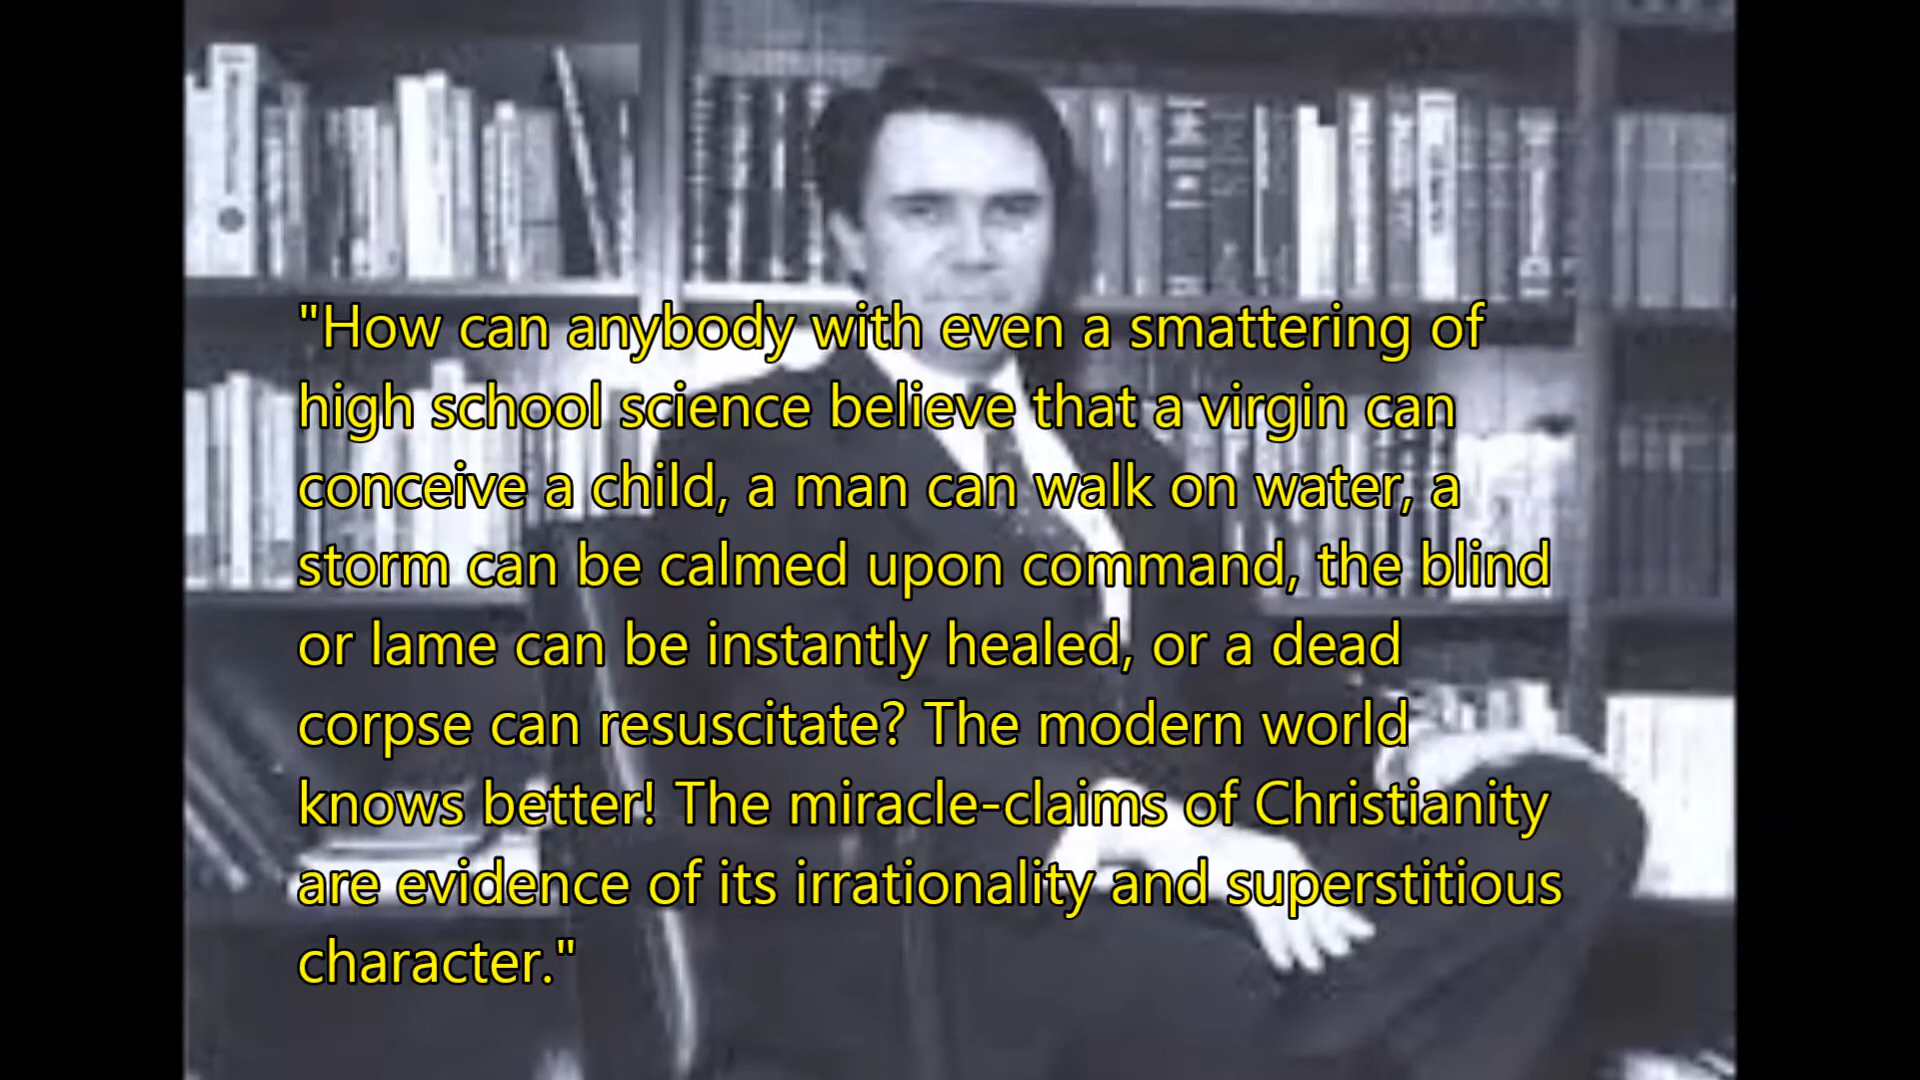 "How can anybody with even a smattering of
high school science believe that a virgin can
conceive a child, a man can walk on water, a
storm can be calmed upon command, the blind
or lame can be instantly healed, or a dead
corpse can resuscitate? The modern world
knows better! The miracle-claims of Christianity
are evidence of its irrationality and superstitious
character."